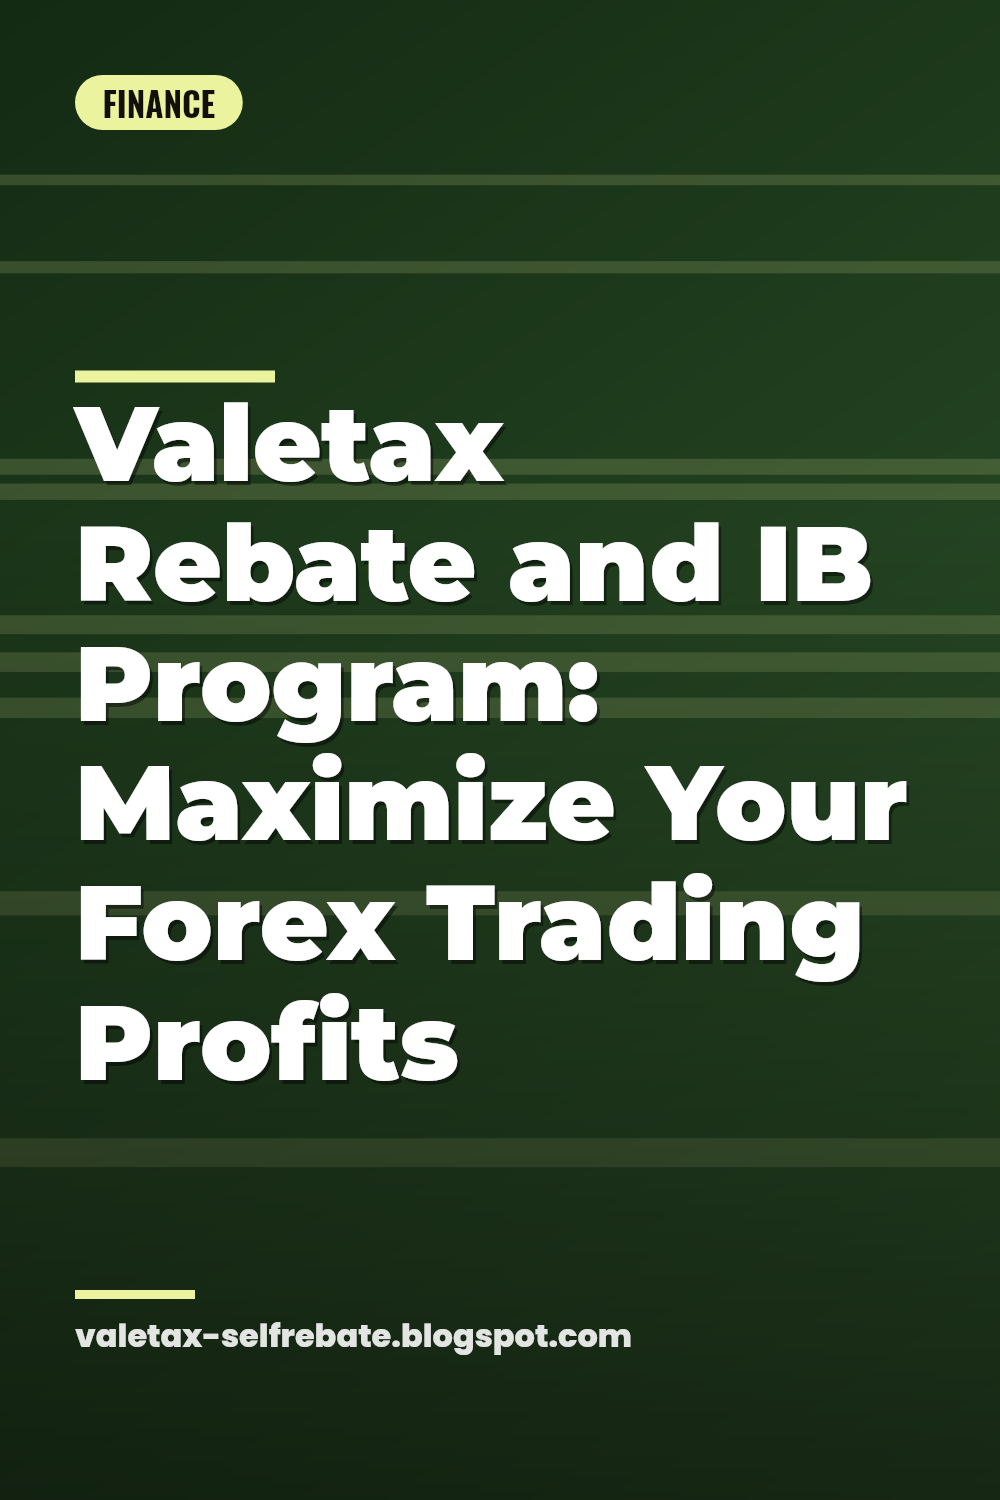 FINANCE
Valetax
Rebate and IB
Program:
Maximize Your
Forex Trading
Profits
valetax-selfrebate.blogspot.com